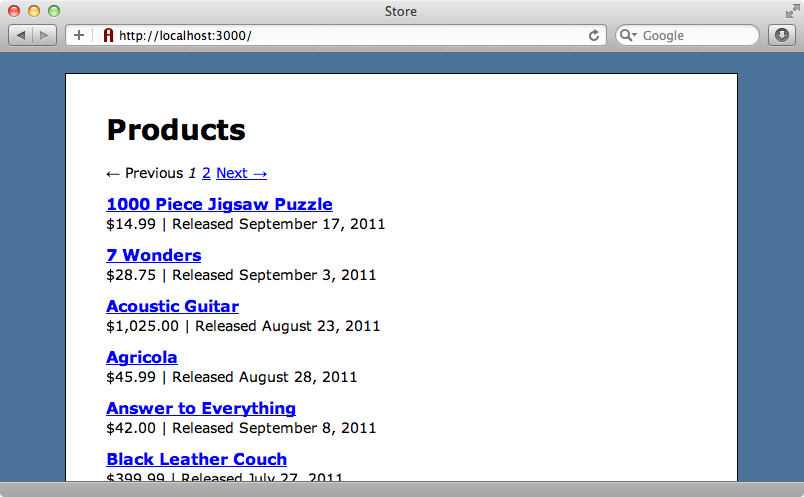 Store
http://localhost:3000/
Google
Products
← Previous 1 2 Next →
1000 Piece Jigsaw Puzzle
$14.99 | Released September 17, 2011
7 Wonders
$28.75 | Released September 3, 2011
Acoustic Guitar
$1,025.00 | Released August 23, 2011
Agricola
$45.99 | Released August 28, 2011
Answer to Everything
$42.00 | Released September 8, 2011
Black Leather Couch
$399.99 | Released July 27, 2011